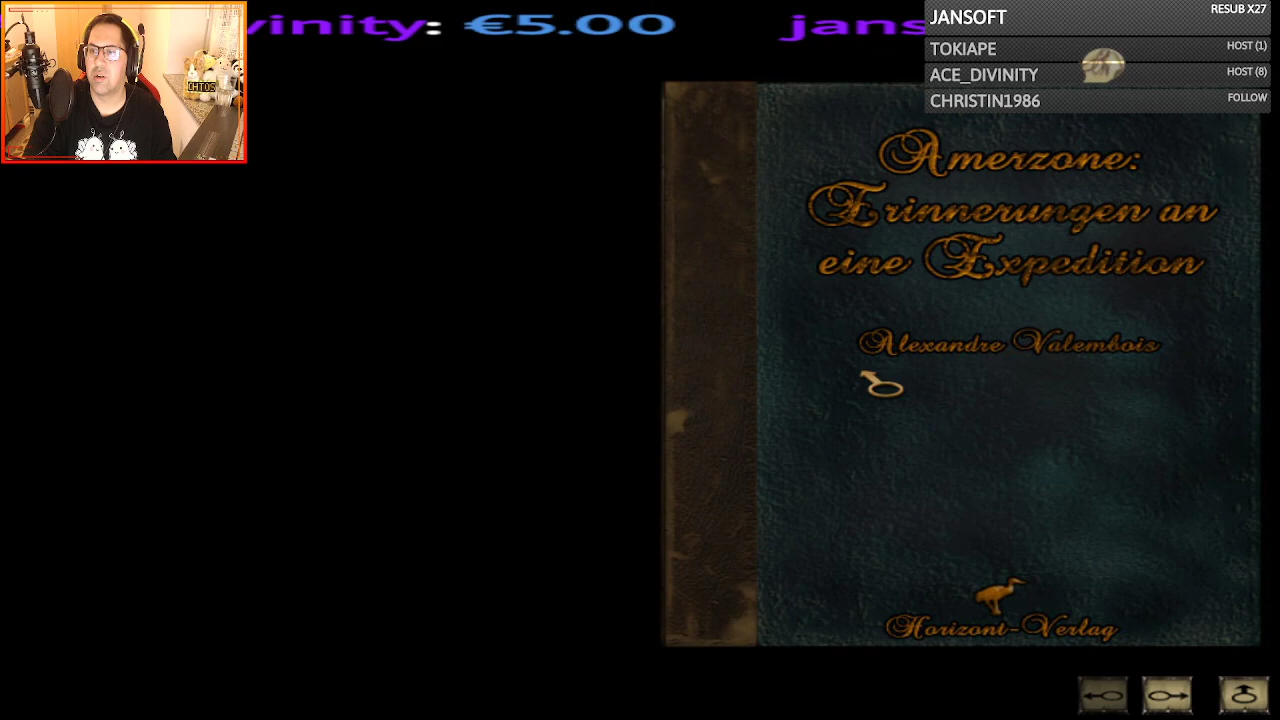 vinity: €5.00 jans
JANSOFT RESUB X27
TOKIAPE HOST (1)
ACE_DIVINITY HOST (8)
CHRISTIN1986 FOLLOW
CHTOS
Amerzone:
Erinnerungen an
eine Expedition
Alexandre Valembois
Horizont-Verlag